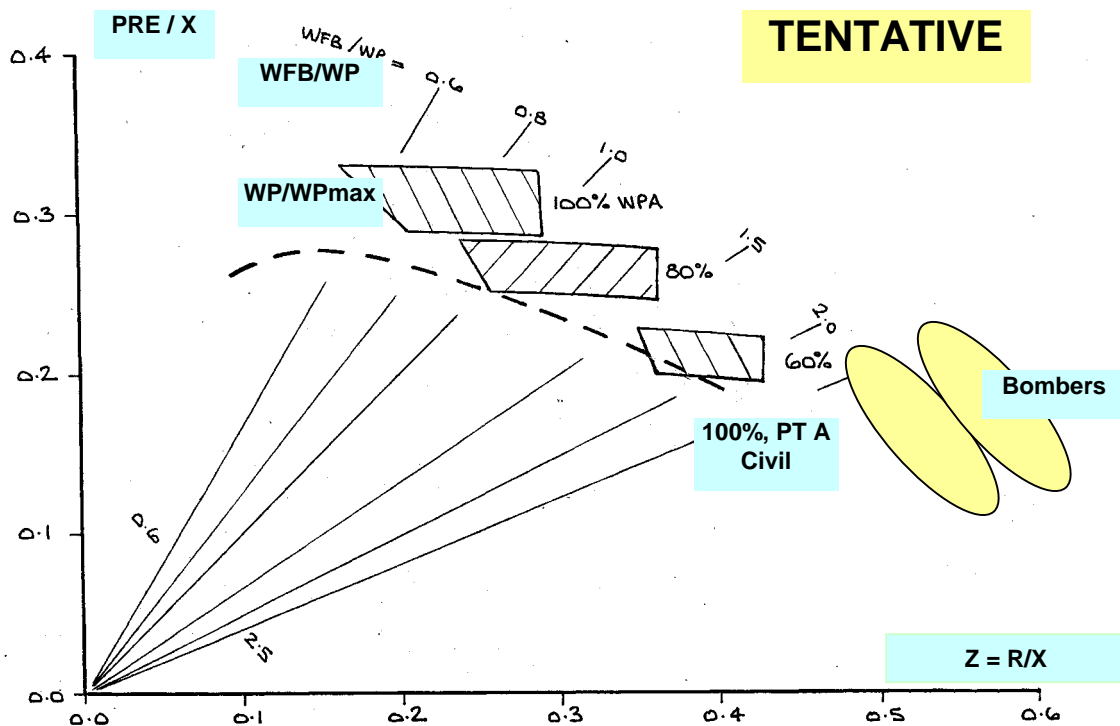 PRE / X
TENTATIVE
WFB/WP =
WFB/WP
0.6
0.8
1.0
1.5
2.0
WP/WPmax
100% WPA
80%
60%
Bombers
100%, PT A
Civil
0.6
2.5
Z = R/X
0.4
0.3
0.2
0.1
0.0
0.0
0.1
0.2
0.3
0.4
0.5
0.6